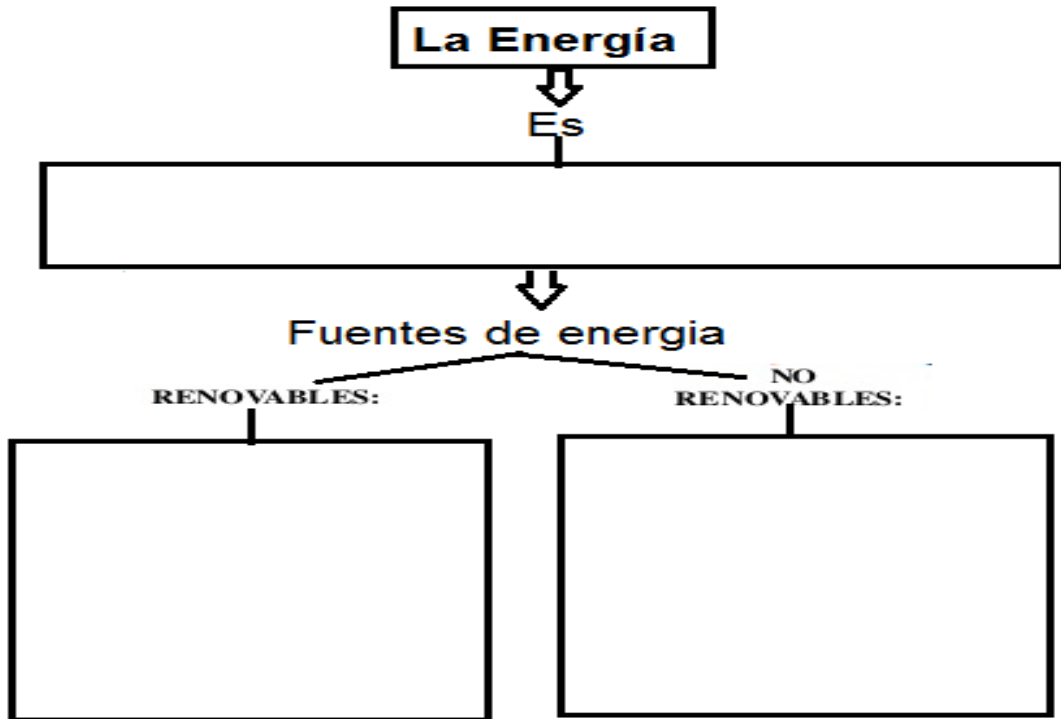 La Energía
Es
Fuentes de energia
RENOVABLES:
NO
RENOVABLES: